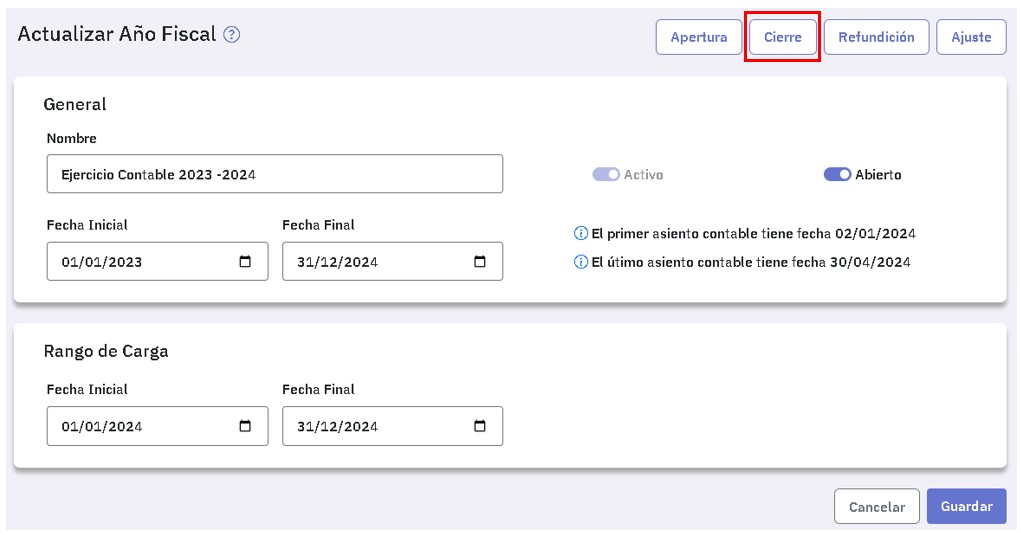 Actualizar Año Fiscal ?
Apertura Cierre Refundición Ajuste
General
Nombre
Ejercicio Contable 2023 -2024
Activo Abierto
Fecha Inicial Fecha Final
El primer asiento contable tiene fecha 02/01/2024
01/01/2023 31/12/2024
El útimo asiento contable tiene fecha 30/04/2024
Rango de Carga
Fecha Inicial Fecha Final
01/01/2024 31/12/2024
Cancelar Guardar